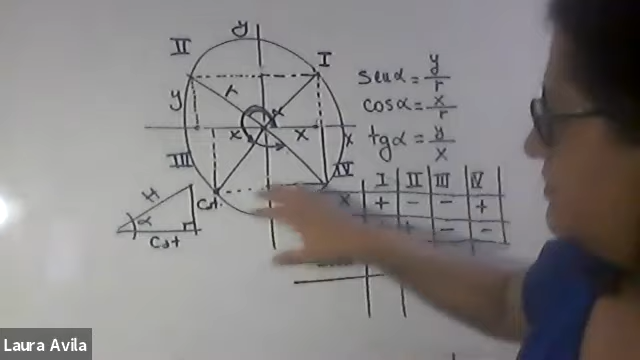 y
II
I
r
y
α
x
x
x
III
IV
H
α
Cat
Cat
sen α = y/r
cos α = x/r
tg α = y/x
I II III IV
x + - - +
+ - -
Laura Avila